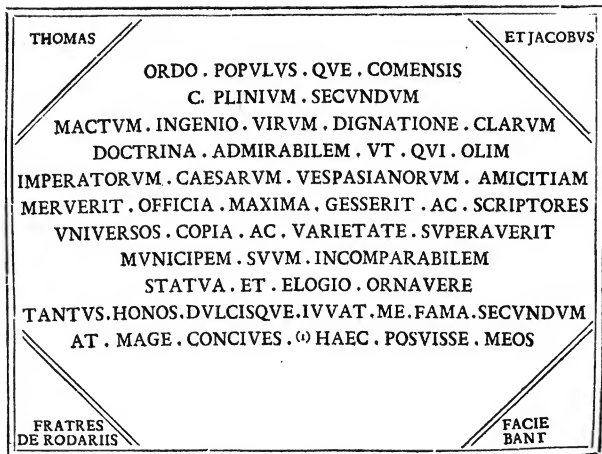 THOMAS
ET JACOBVS
ORDO . POPVLVS . QVE . COMENSIS
C. PLINIVM . SECVNDVM
MACTVM . INGENIO . VIRVM . DIGNATIONE . CLARVM
DOCTRINA . ADMIRABILEM . VT . QVI . OLIM
IMPERATORVM . CAESARVM . VESPASIANORVM . AMICITIAM
MERVERIT . OFFICIA . MAXIMA . GESSERIT . AC . SCRIPTORES
VNIVERSOS . COPIA . AC . VARIETATE . SVPERAVERIT
MVNICIPEM . SVVM . INCOMPARABILEM
STATVA . ET . ELOGIO . ORNAVERE
TANTVS.HONOS.DVLCISQVE.IVVAT.ME.FAMA.SECVNDVM
AT . MAGE . CONCIVES . (1) HAEC . POSVISSE . MEOS
FRATRES
DE RODARIIS
FACIE
BANT